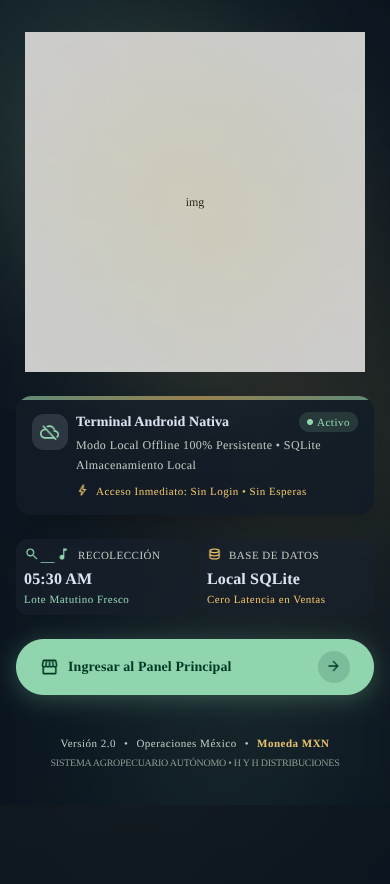 img
Terminal Android Nativa
Activo
Modo Local Offline 100% Persistente • SQLite
Almacenamiento Local
Acceso Inmediato: Sin Login • Sin Esperas
RECOLECCIÓN
05:30 AM
Lote Matutino Fresco
BASE DE DATOS
Local SQLite
Cero Latencia en Ventas
Ingresar al Panel Principal
Versión 2.0 • Operaciones México • Moneda MXN
SISTEMA AGROPECUARIO AUTÓNOMO • H Y H DISTRIBUCIONES